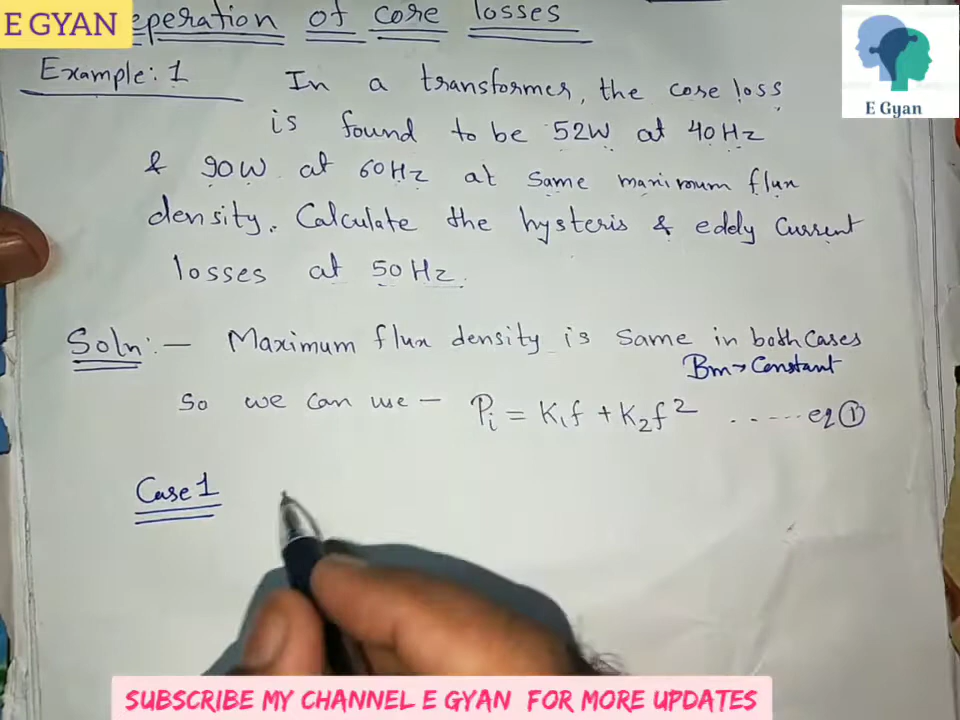 E GYAN
eperation of core losses
Example: 1 In a transformer, the core loss
is found to be 52W at 40Hz
& 90W at 60Hz at same maximum flux
density. Calculate the hysteris & eddy current
losses at 50Hz.
Soln:— Maximum flux density is same in both cases
Bm→Constant
So we can use — Pi = K₁f + K₂f² ......eq ①
Case 1
E Gyan
SUBSCRIBE MY CHANNEL E GYAN FOR MORE UPDATES